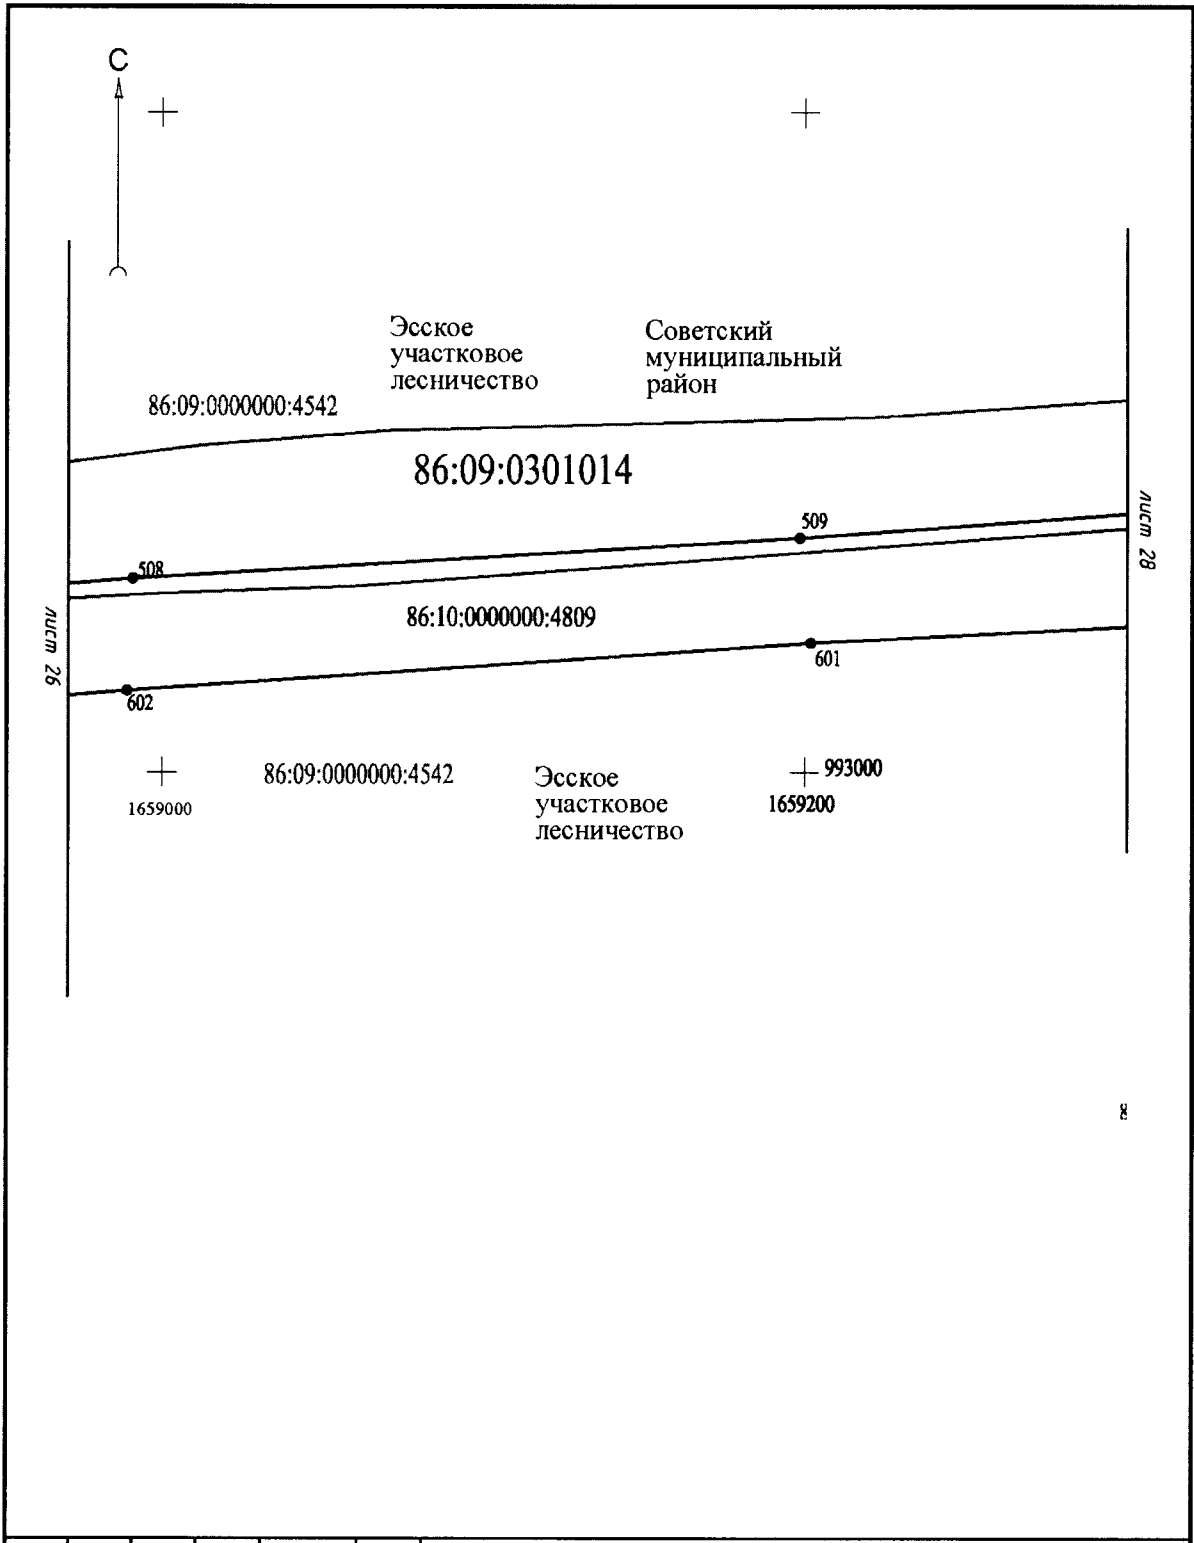 С
Эсское
участковое
лесничество
Советский
муниципальный
район
86:09:0000000:4542
86:09:0301014
509
508
лист 28
86:10:0000000:4809
лист 26
601
602
86:09:0000000:4542
Эсское
участковое
лесничество
993000
1659000
1659200
8